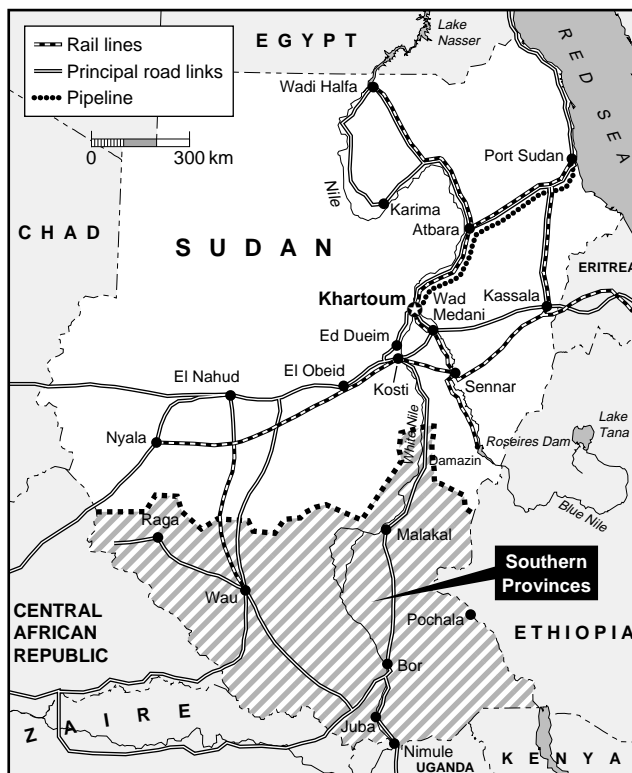 Rail lines
Principal road links
Pipeline
0 300 km
EGYPT
Lake
Nasser
RED SEA
Wadi Halfa
Port Sudan
Nile
Karima
Atbara
CHAD
SUDAN
ERITREA
Khartoum
Wad
Medani
Kassala
Ed Dueim
El Obeid
El Nahud
Kosti
Sennar
Nyala
White Nile
Roseires Dam
Lake
Tana
Damazin
Blue Nile
Raga
Malakal
Southern
Provinces
Wau
Pochala
CENTRAL
AFRICAN
REPUBLIC
ETHIOPIA
Bor
ZAIRE
Juba
Nimule
UGANDA
KENYA